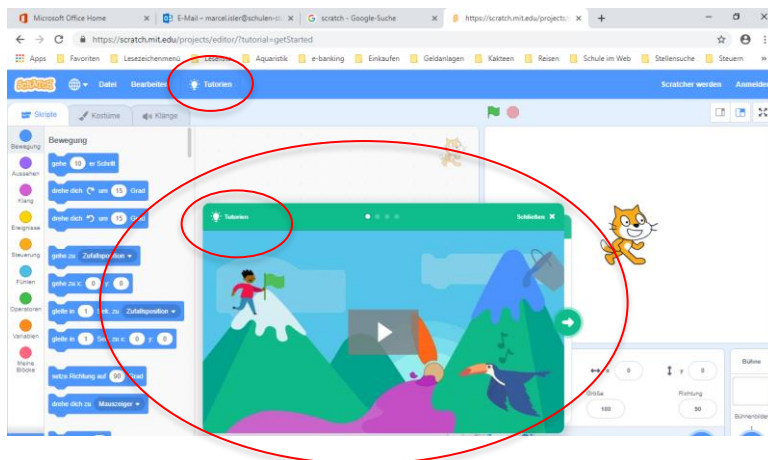 Microsoft Office Home
E-Mail – marcel.isler@schulen-
scratch - Google-Suche
https://scratch.mit.edu/projects/
https://scratch.mit.edu/projects/editor/?tutorial=getStarted
Apps Favoriten Lesezeichenmenü Leseliste Aquaristik e-banking Einkaufen Geldanlagen Kakteen Reisen Schule im Web Stellensuche Steuern »
SCRATCH Datei Bearbeiten Tutorien Scratcher werden Anmelden
Skripte Kostüme Klänge
Bewegung
Bewegung
gehe 10 er Schritt
Aussehen
drehe dich um 15 Grad
Klang
drehe dich um 15 Grad
Ereignisse
Tutorien Schließen
Steuerung
gehe zu Zufallsposition
Fühlen
gehe zu x: 0 y: 0
Operatoren
gleite in 1 Sek. zu Zufallsposition
Variablen
gleite in 1 Sek. zu x: 0 y: 0
Meine Blöcke
setze Richtung auf 90 Grad
drehe dich zu Mauszeiger
x 0 y 0
Größe Richtung
100 90
Bühne
Bühnenbilder
1